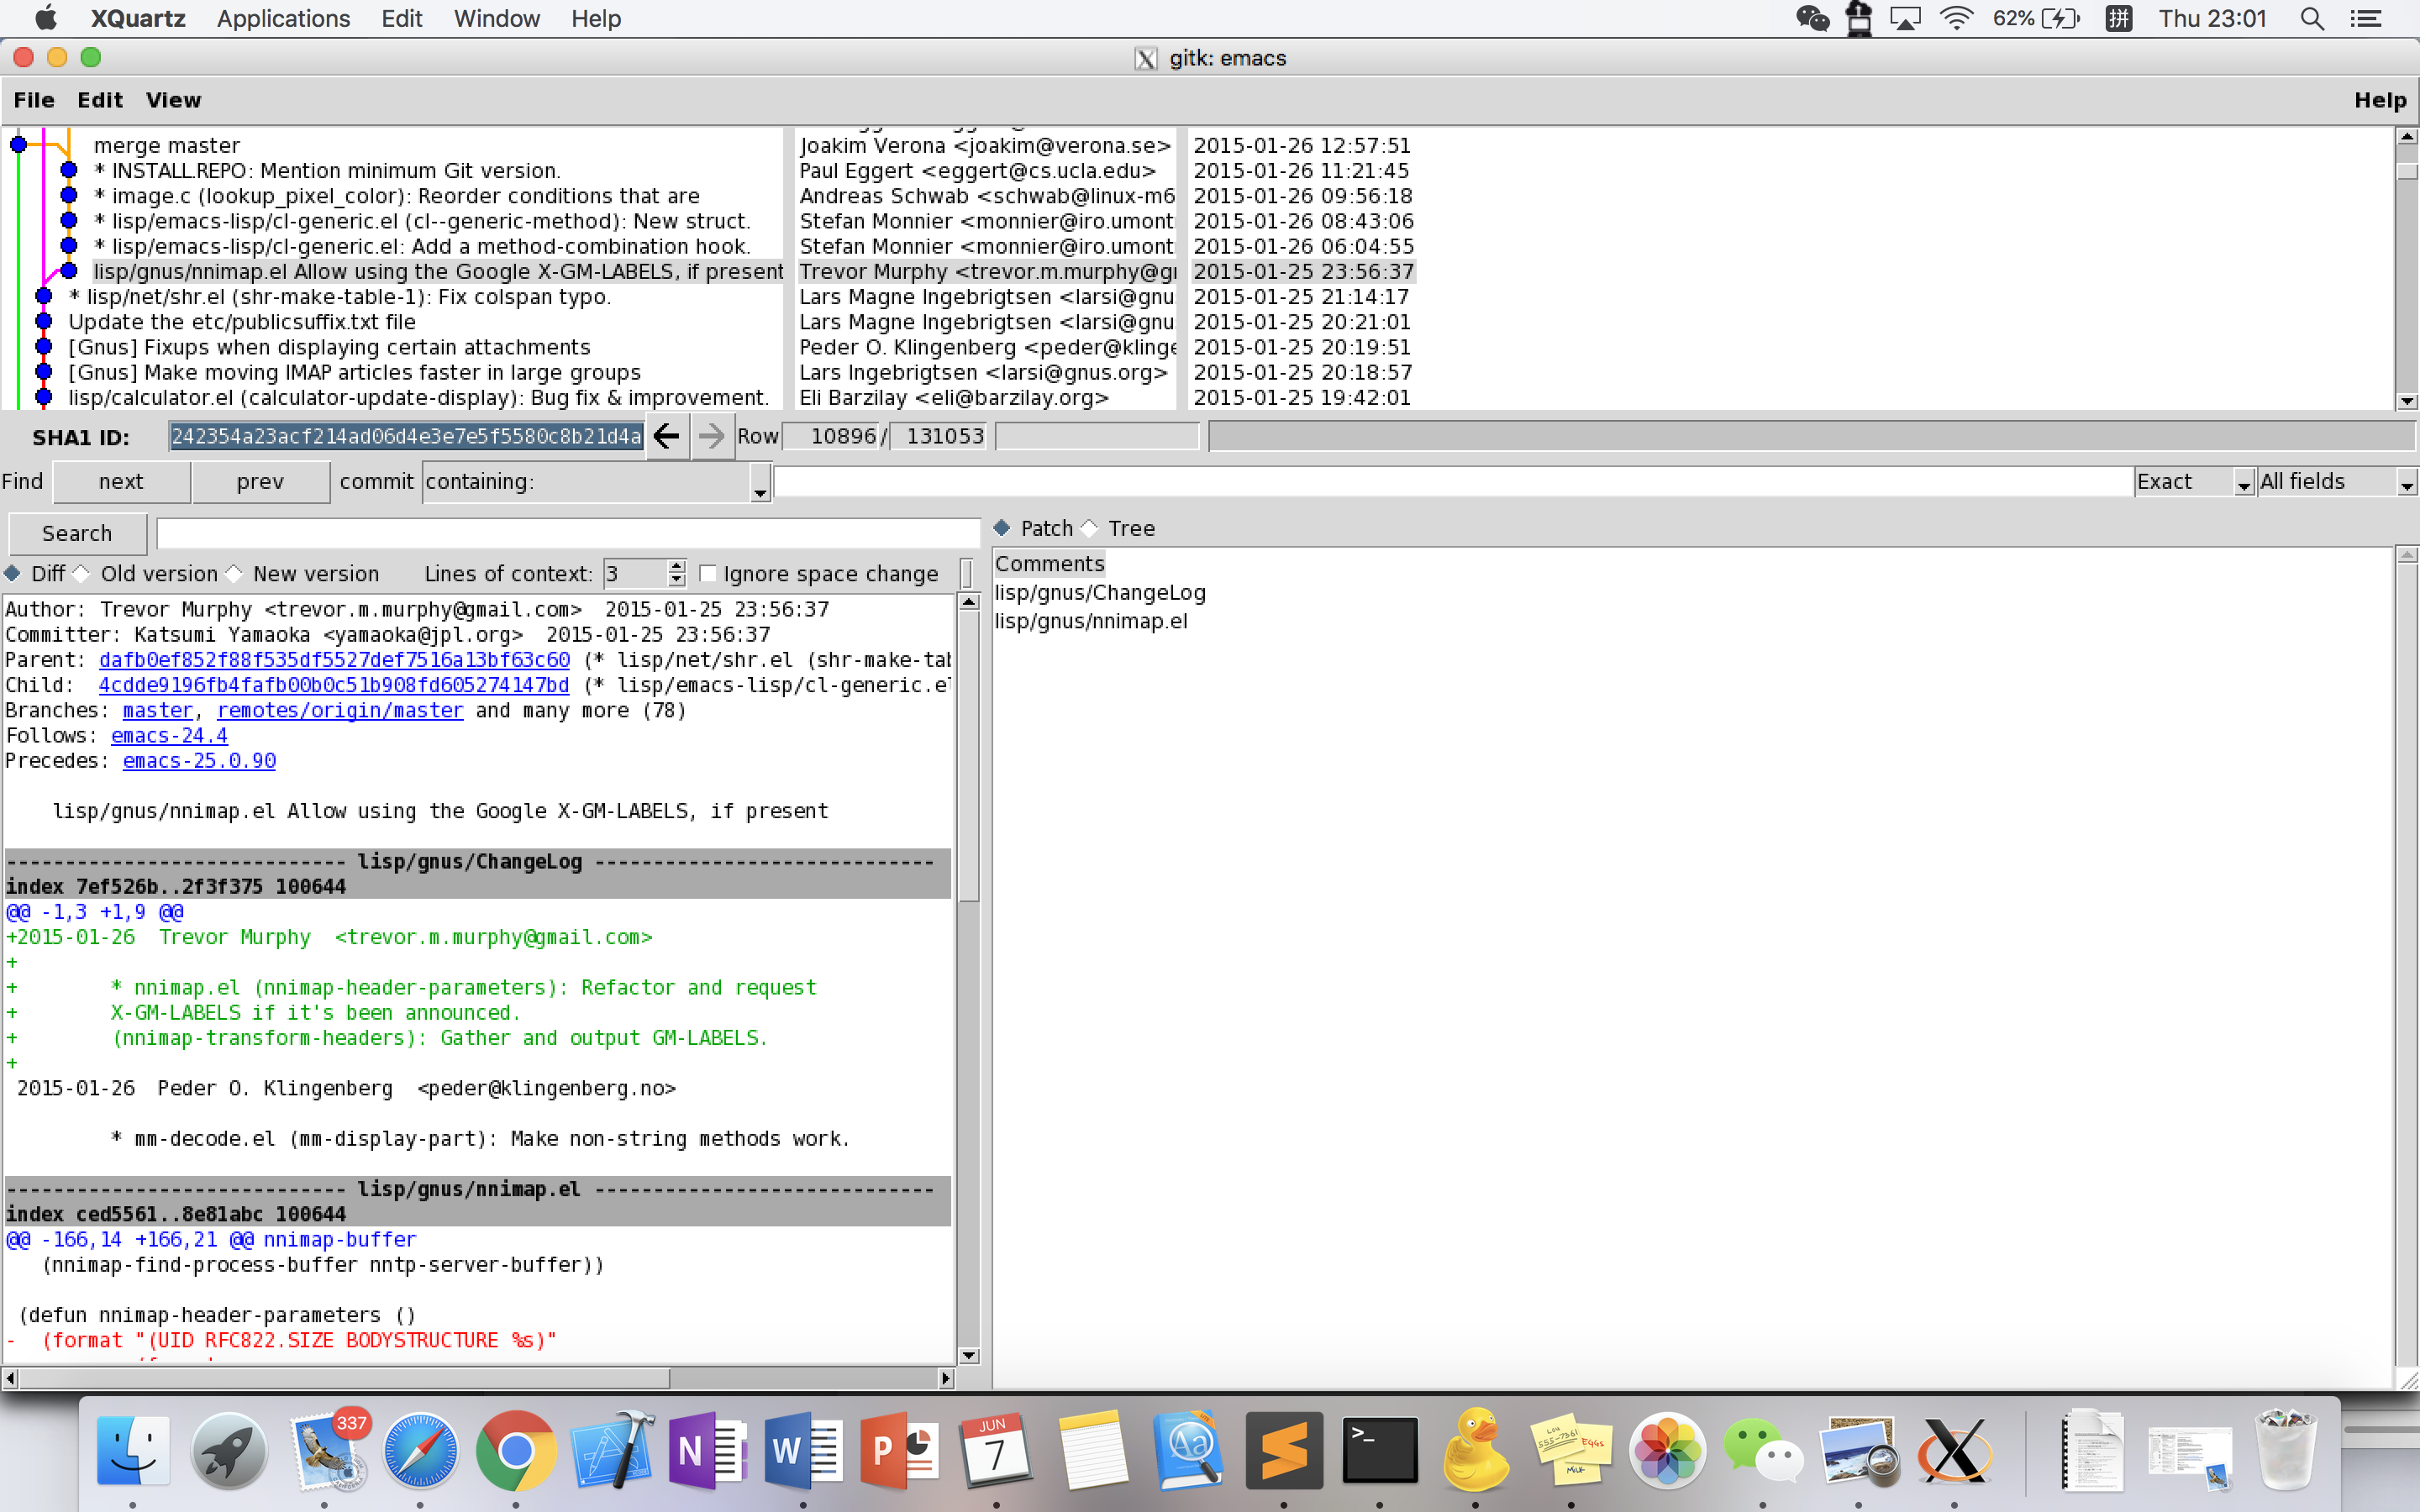 XQuartz Applications Edit Window Help 62% 拼 Thu 23:01
gitk: emacs
File Edit View Help
merge master Joakim Verona <joakim@verona.se> 2015-01-26 12:57:51
* INSTALL.REPO: Mention minimum Git version. Paul Eggert <eggert@cs.ucla.edu> 2015-01-26 11:21:45
* image.c (lookup_pixel_color): Reorder conditions that are Andreas Schwab <schwab@linux-m6 2015-01-26 09:56:18
* lisp/emacs-lisp/cl-generic.el (cl--generic-method): New struct. Stefan Monnier <monnier@iro.umont 2015-01-26 08:43:06
* lisp/emacs-lisp/cl-generic.el: Add a method-combination hook. Stefan Monnier <monnier@iro.umont 2015-01-26 06:04:55
lisp/gnus/nnimap.el Allow using the Google X-GM-LABELS, if present Trevor Murphy <trevor.m.murphy@g 2015-01-25 23:56:37
* lisp/net/shr.el (shr-make-table-1): Fix colspan typo. Lars Magne Ingebrigtsen <larsi@gnu 2015-01-25 21:14:17
Update the etc/publicsuffix.txt file Lars Magne Ingebrigtsen <larsi@gnu 2015-01-25 20:21:01
[Gnus] Fixups when displaying certain attachments Peder O. Klingenberg <peder@klinge 2015-01-25 20:19:51
[Gnus] Make moving IMAP articles faster in large groups Lars Ingebrigtsen <larsi@gnus.org> 2015-01-25 20:18:57
lisp/calculator.el (calculator-update-display): Bug fix & improvement. Eli Barzilay <eli@barzilay.org> 2015-01-25 19:42:01
SHA1 ID: 242354a23acf214ad06d4e3e7e5f5580c8b21d4a Row 10896 / 131053
Find next prev commit containing: Exact All fields
Search
Patch Tree
Diff Old version New version Lines of context: 3 Ignore space change
Comments
lisp/gnus/ChangeLog
lisp/gnus/nnimap.el
Author: Trevor Murphy <trevor.m.murphy@gmail.com> 2015-01-25 23:56:37
Committer: Katsumi Yamaoka <yamaoka@jpl.org> 2015-01-25 23:56:37
Parent: dafb0ef852f88f535df5527def7516a13bf63c60 (* lisp/net/shr.el (shr-make-tab
Child: 4cdde9196fb4fafb00b0c51b908fd605274147bd (* lisp/emacs-lisp/cl-generic.el
Branches: master, remotes/origin/master and many more (78)
Follows: emacs-24.4
Precedes: emacs-25.0.90
lisp/gnus/nnimap.el Allow using the Google X-GM-LABELS, if present
----------------------------- lisp/gnus/ChangeLog -----------------------------
index 7ef526b..2f3f375 100644
@@ -1,3 +1,9 @@
+2015-01-26 Trevor Murphy <trevor.m.murphy@gmail.com>
+
+ * nnimap.el (nnimap-header-parameters): Refactor and request
+ X-GM-LABELS if it's been announced.
+ (nnimap-transform-headers): Gather and output GM-LABELS.
+
2015-01-26 Peder O. Klingenberg <peder@klingenberg.no>
* mm-decode.el (mm-display-part): Make non-string methods work.
----------------------------- lisp/gnus/nnimap.el -----------------------------
index ced5561..8e81abc 100644
@@ -166,14 +166,21 @@ nnimap-buffer
(nnimap-find-process-buffer nntp-server-buffer))
(defun nnimap-header-parameters ()
- (format "(UID RFC822.SIZE BODYSTRUCTURE %s)"
337 N W P JUN 7 Aa >_ 555-7361 EGGS MILK